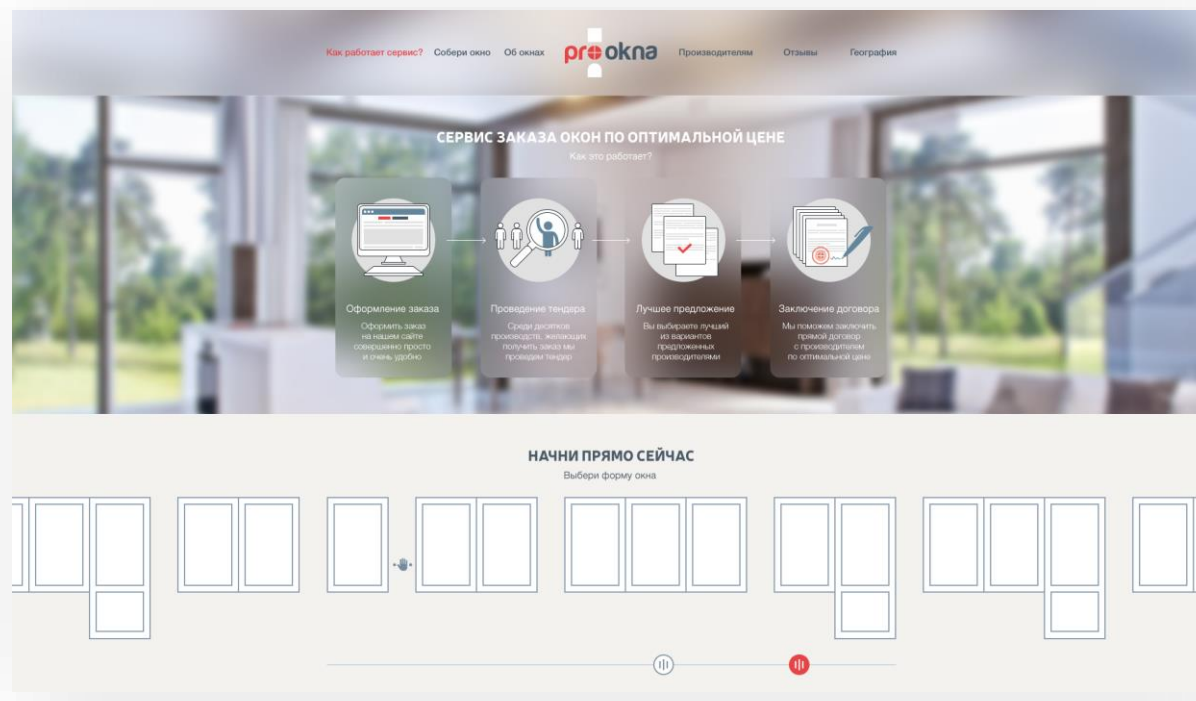 Как работает сервис? Собери окно Об окнах prookna Производителям Отзывы География
СЕРВИС ЗАКАЗА ОКОН ПО ОПТИМАЛЬНОЙ ЦЕНЕ
Как это работает?
Оформление заказа
Оформить заказ
на нашем сайте
совершенно просто
и очень удобно
Проведение тендера
Среди десятков
производств, желающих
получить заказ мы
проведем тендер
Лучшее предложение
Вы выбираете лучший
из вариантов
предложенных
производителями
Заключение договора
Мы поможем заключить
прямой договор
с производителем
по оптимальной цене
НАЧНИ ПРЯМО СЕЙЧАС
Выбери форму окна